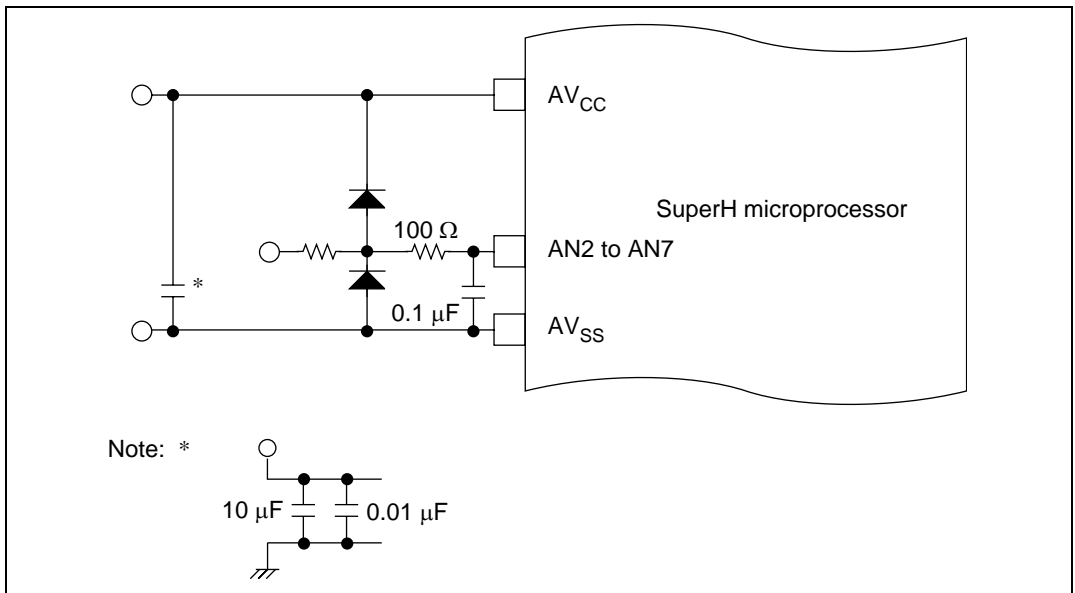 AVCC
SuperH microprocessor
100 Ω
AN2 to AN7
*
0.1 μF
AVSS
Note: *
10 μF
0.01 μF